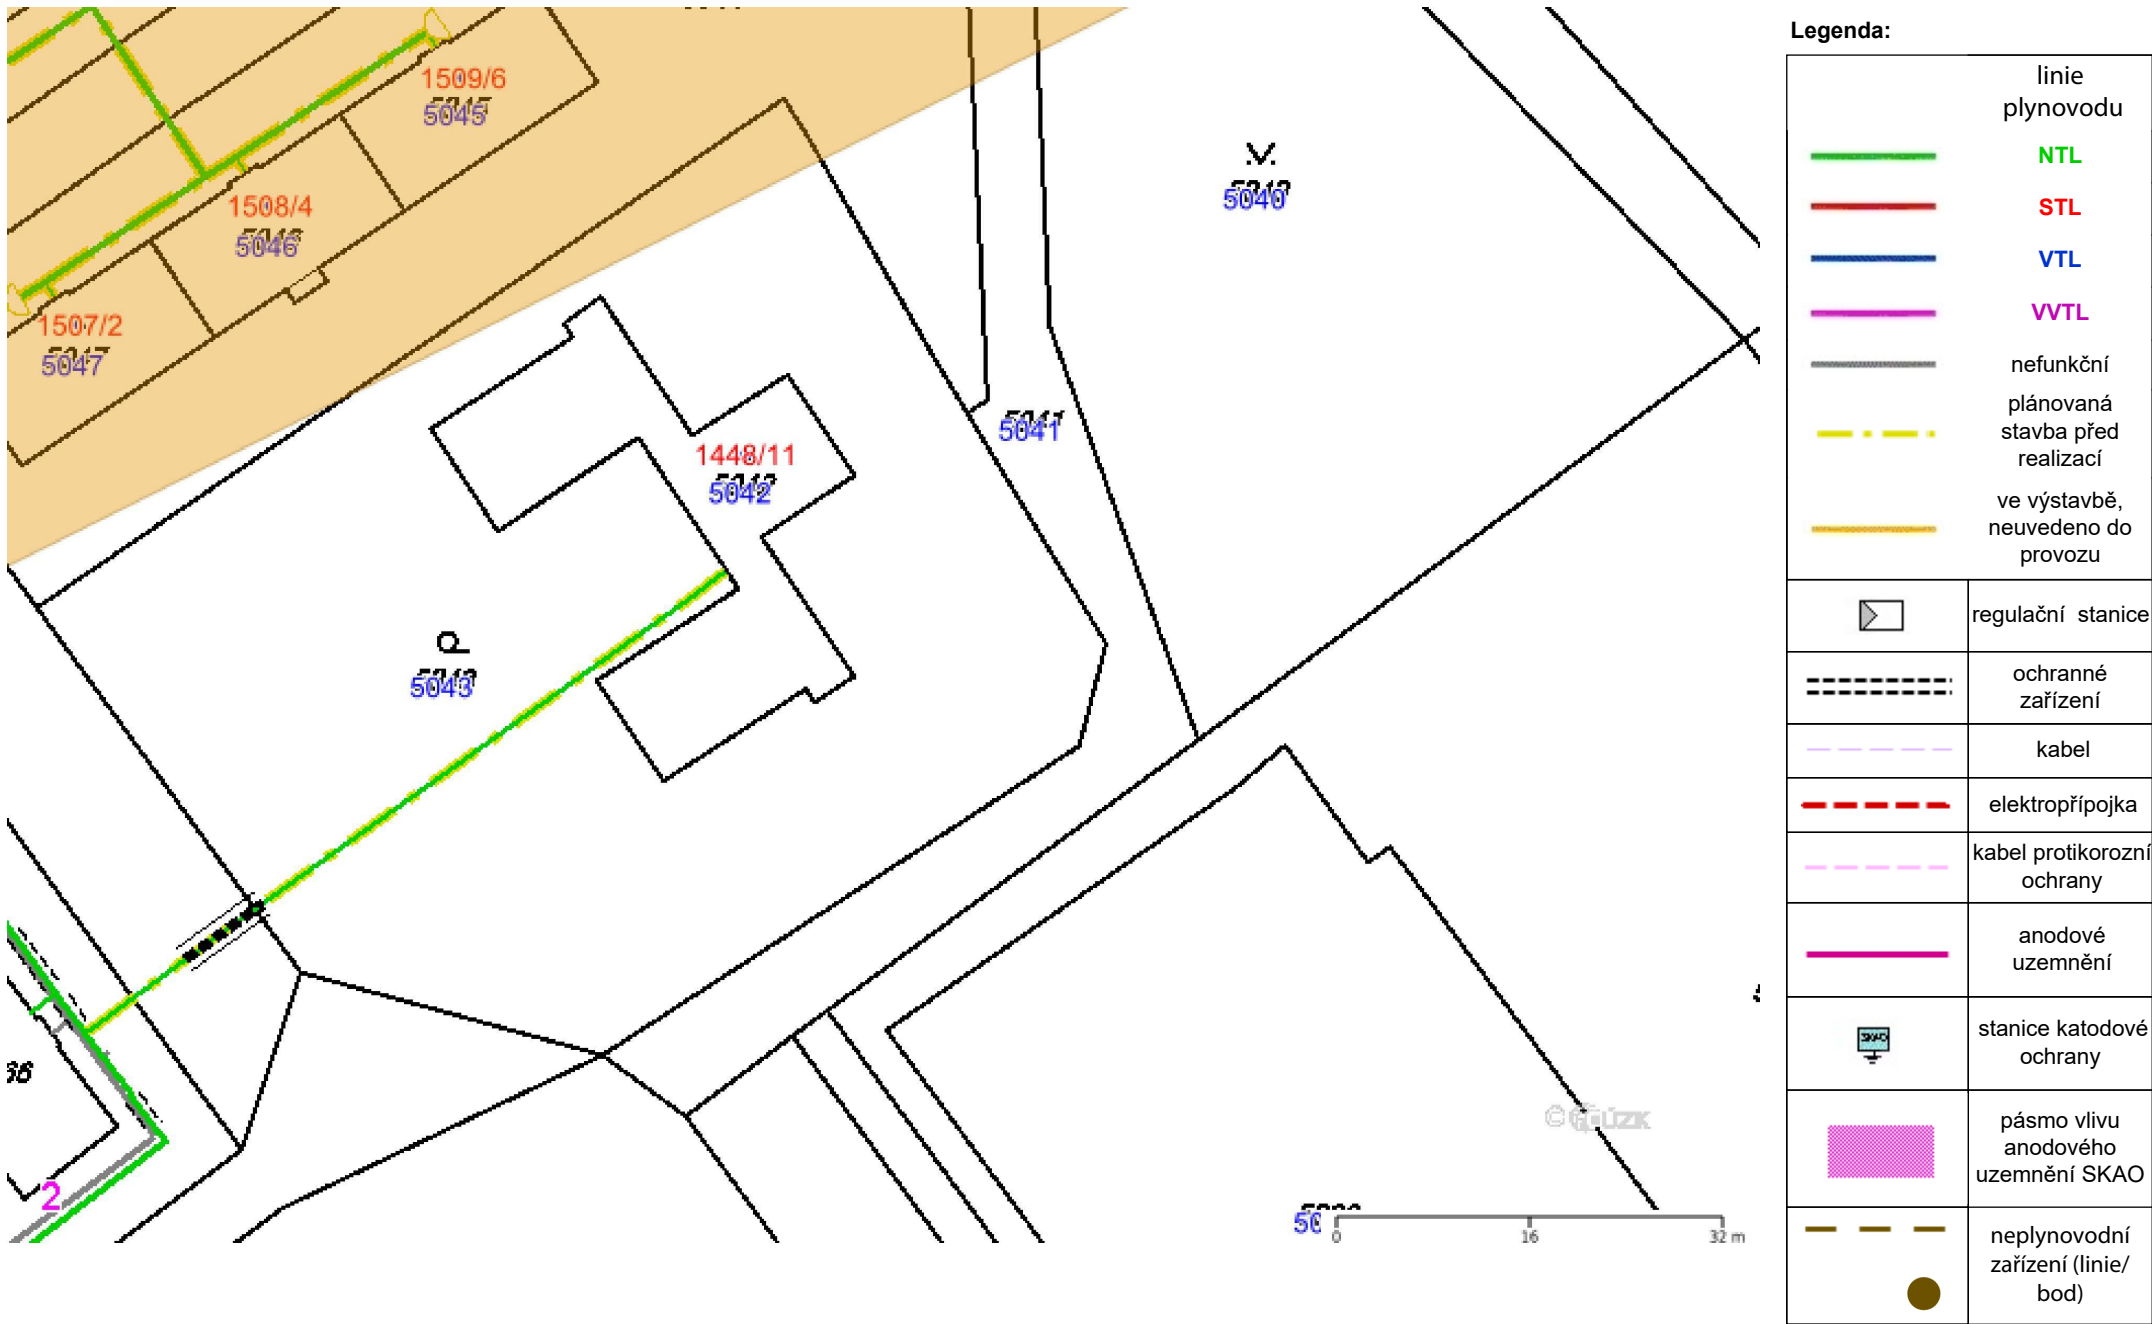 1509/6
5045
1508/4
5046
1507/2
5047
5040
5041
1448/11
5042
5043
2
0
16
32 m
Legenda:
linie
plynovodu
NTL
STL
VTL
VVTL
nefunkční
plánovaná
stavba před
realizací
ve výstavbě,
neuvedeno do
provozu
regulační stanice
ochranné
zařízení
kabel
elektropřípojka
kabel protikorozní
ochrany
anodové
uzemnění
SKAO
stanice katodové
ochrany
pásmo vlivu
anodového
uzemnění SKAO
neplynovodní
zařízení (linie/
bod)